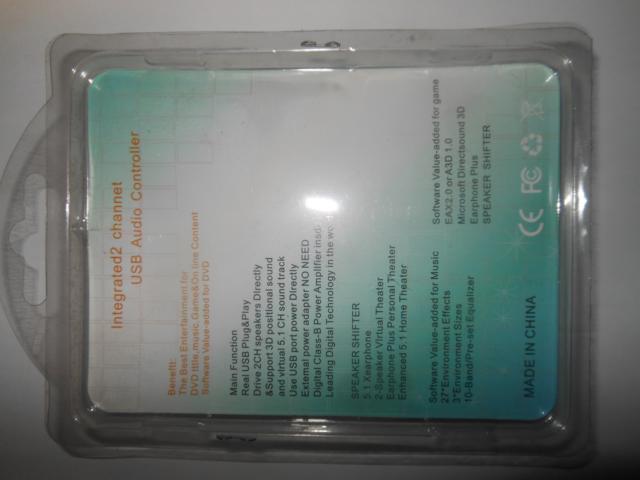 Integrated2 channel
USB Audio Controller
Benefit:
The Best Entertainment for
DVD title, Music, Game&On line Content
Software Value-added for DVD
Main Function
Real USB Plug&Play
Drive 2CH speakers Directly
&Support 3D positional sound
and virtual 5.1 CH sound track
Use USB port power Directly
External power adapter NO NEED
Digital Class-B Power Amplifier
Leading Digital Technology in the
SPEAKER SHIFTER
5.1 Xearphone
2-Speaker Virtual Theater
Earphone Plus Personal Theater
Enhanced 5.1 Home Theater
Software Value-added for Music
27*Environment Effects
3*Environment Sizes
10-Band/Pre-set Equalizer
Software Value-added for game
EAX2.0 or A3D 1.0
Microsoft Directsound 3D
Earphone Plus
SPEAKER SHIFTER
MADE IN CHINA
CE FC